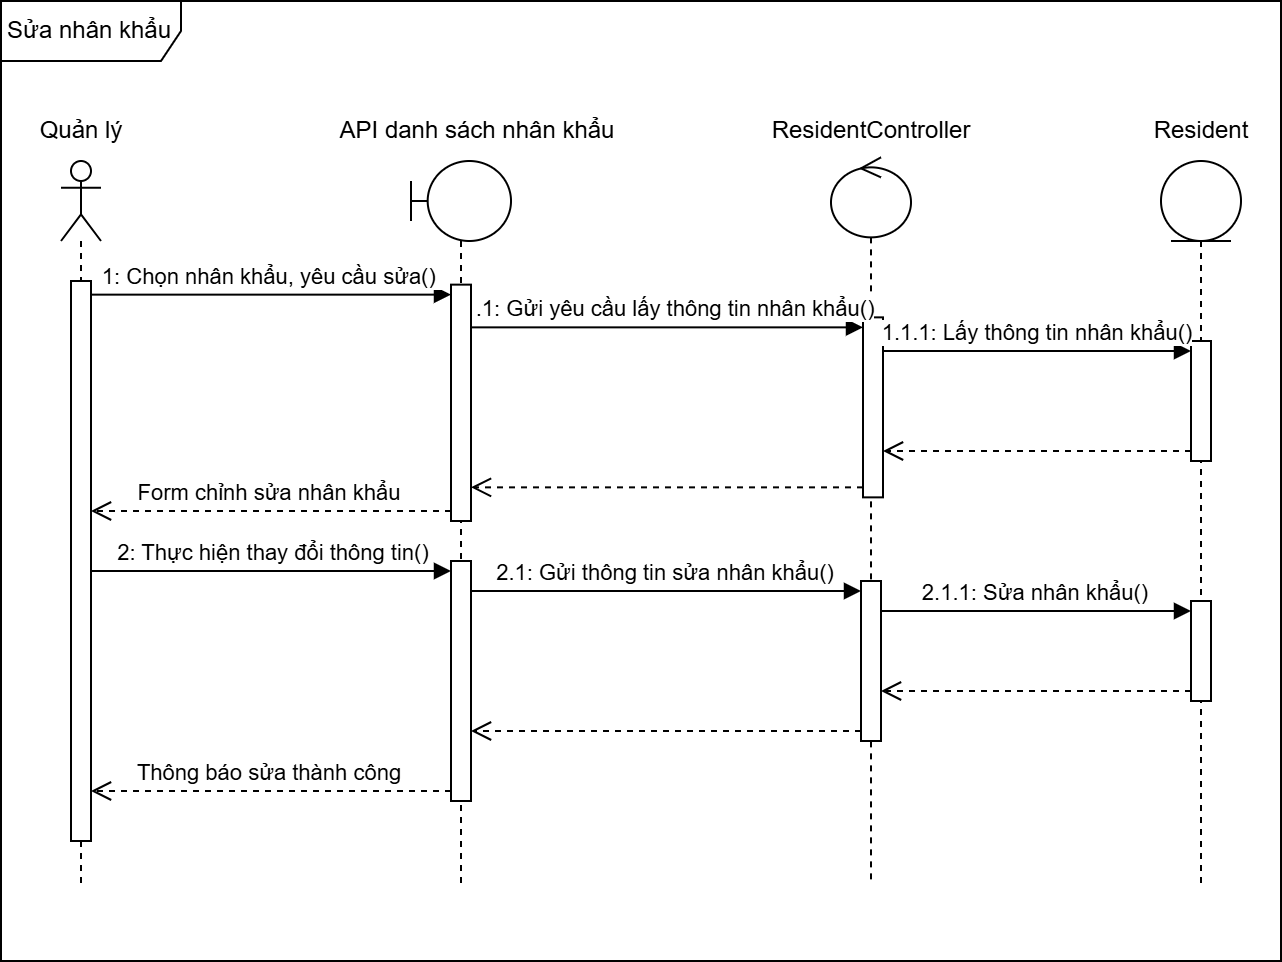 Sửa nhân khẩu
Quản lý
API danh sách nhân khẩu
ResidentController
Resident
1: Chọn nhân khẩu, yêu cầu sửa()
.1: Gửi yêu cầu lấy thông tin nhân khẩu()
1.1.1: Lấy thông tin nhân khẩu()
Form chỉnh sửa nhân khẩu
2: Thực hiện thay đổi thông tin()
2.1: Gửi thông tin sửa nhân khẩu()
2.1.1: Sửa nhân khẩu()
Thông báo sửa thành công